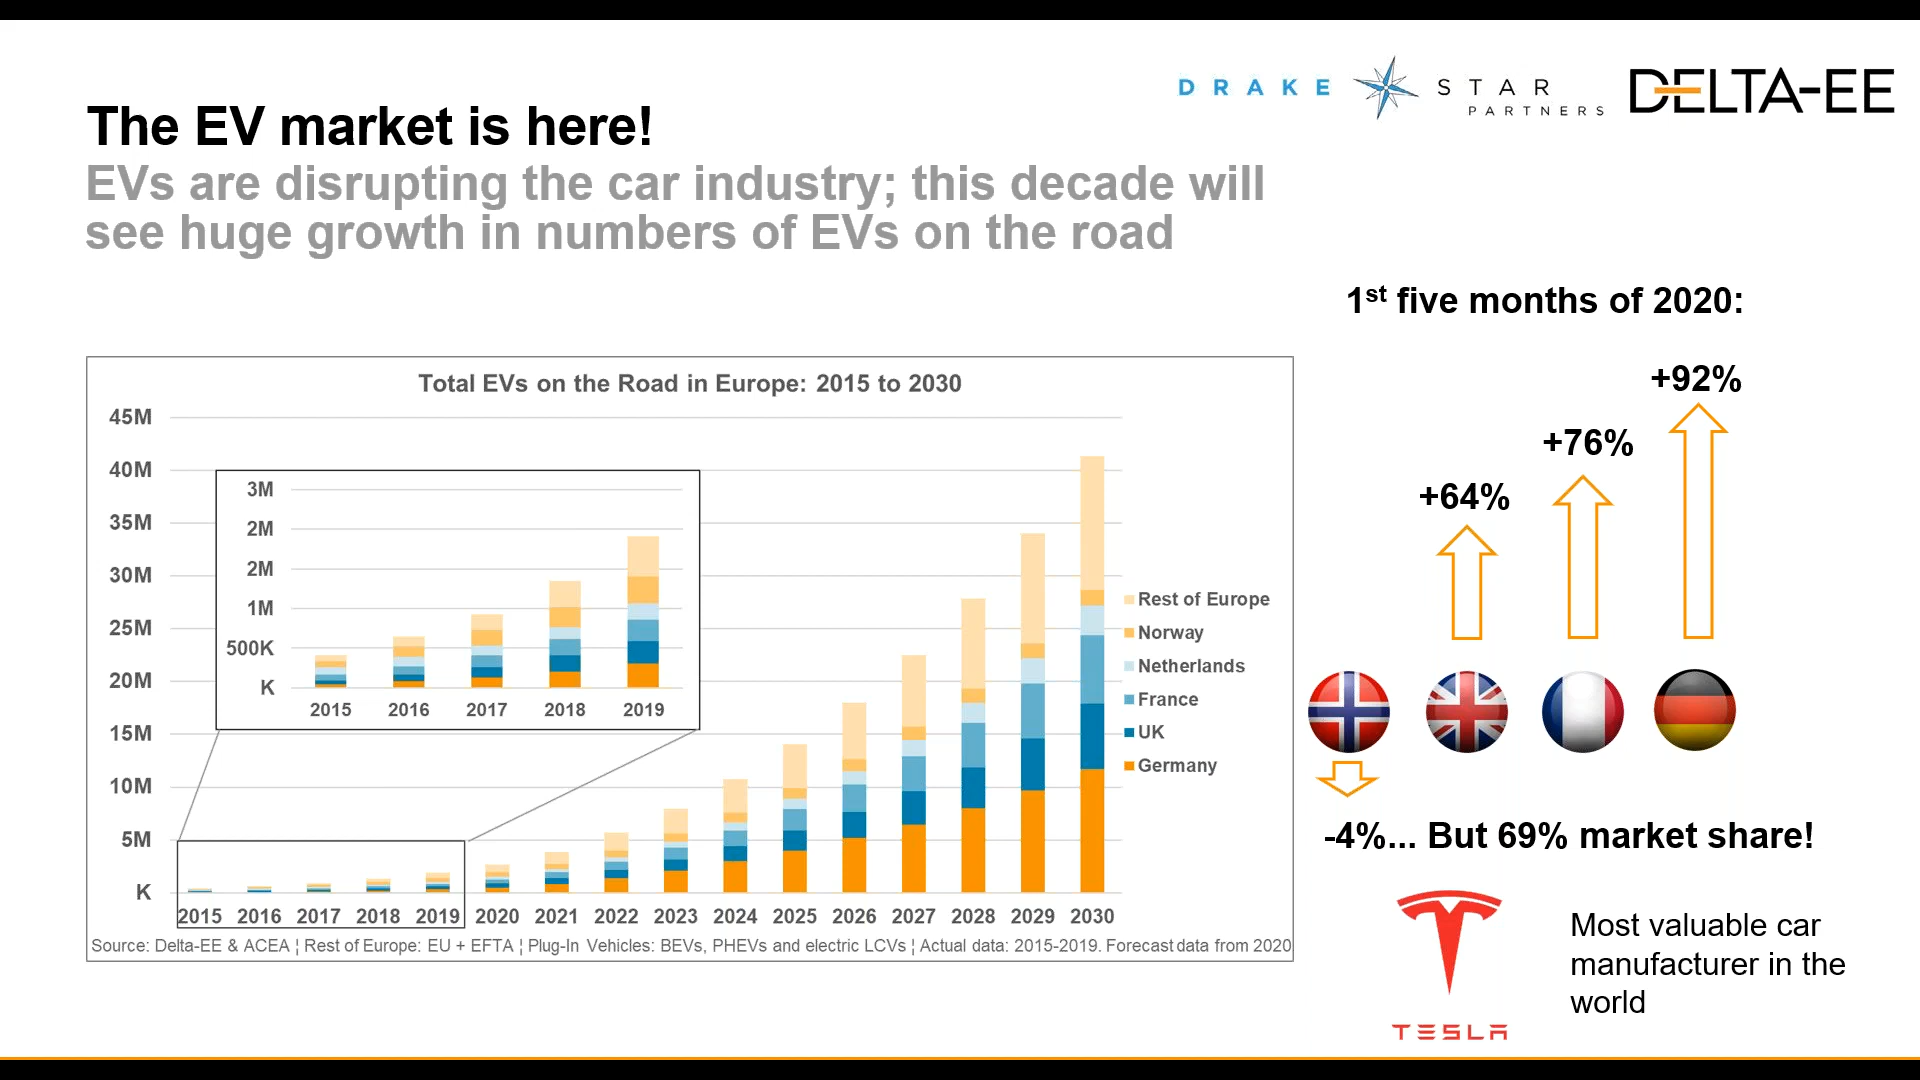 DRAKE STAR
PARTNERS
DELTA-EE
The EV market is here!
EVs are disrupting the car industry; this decade will
see huge growth in numbers of EVs on the road
1st five months of 2020:
Total EVs on the Road in Europe: 2015 to 2030
45M
40M
35M
30M
25M
20M
15M
10M
5M
K
3M
2M
2M
1M
500K
K
2015 2016 2017 2018 2019
Rest of Europe
Norway
Netherlands
France
UK
Germany
2015 2016 2017 2018 2019 2020 2021 2022 2023 2024 2025 2026 2027 2028 2029 2030
Source: Delta-EE & ACEA ¦ Rest of Europe: EU + EFTA ¦ Plug-In Vehicles: BEVs, PHEVs and electric LCVs ¦ Actual data: 2015-2019. Forecast data from 2020
+64%
+76%
+92%
-4%... But 69% market share!
TESLA
Most valuable car
manufacturer in the
world